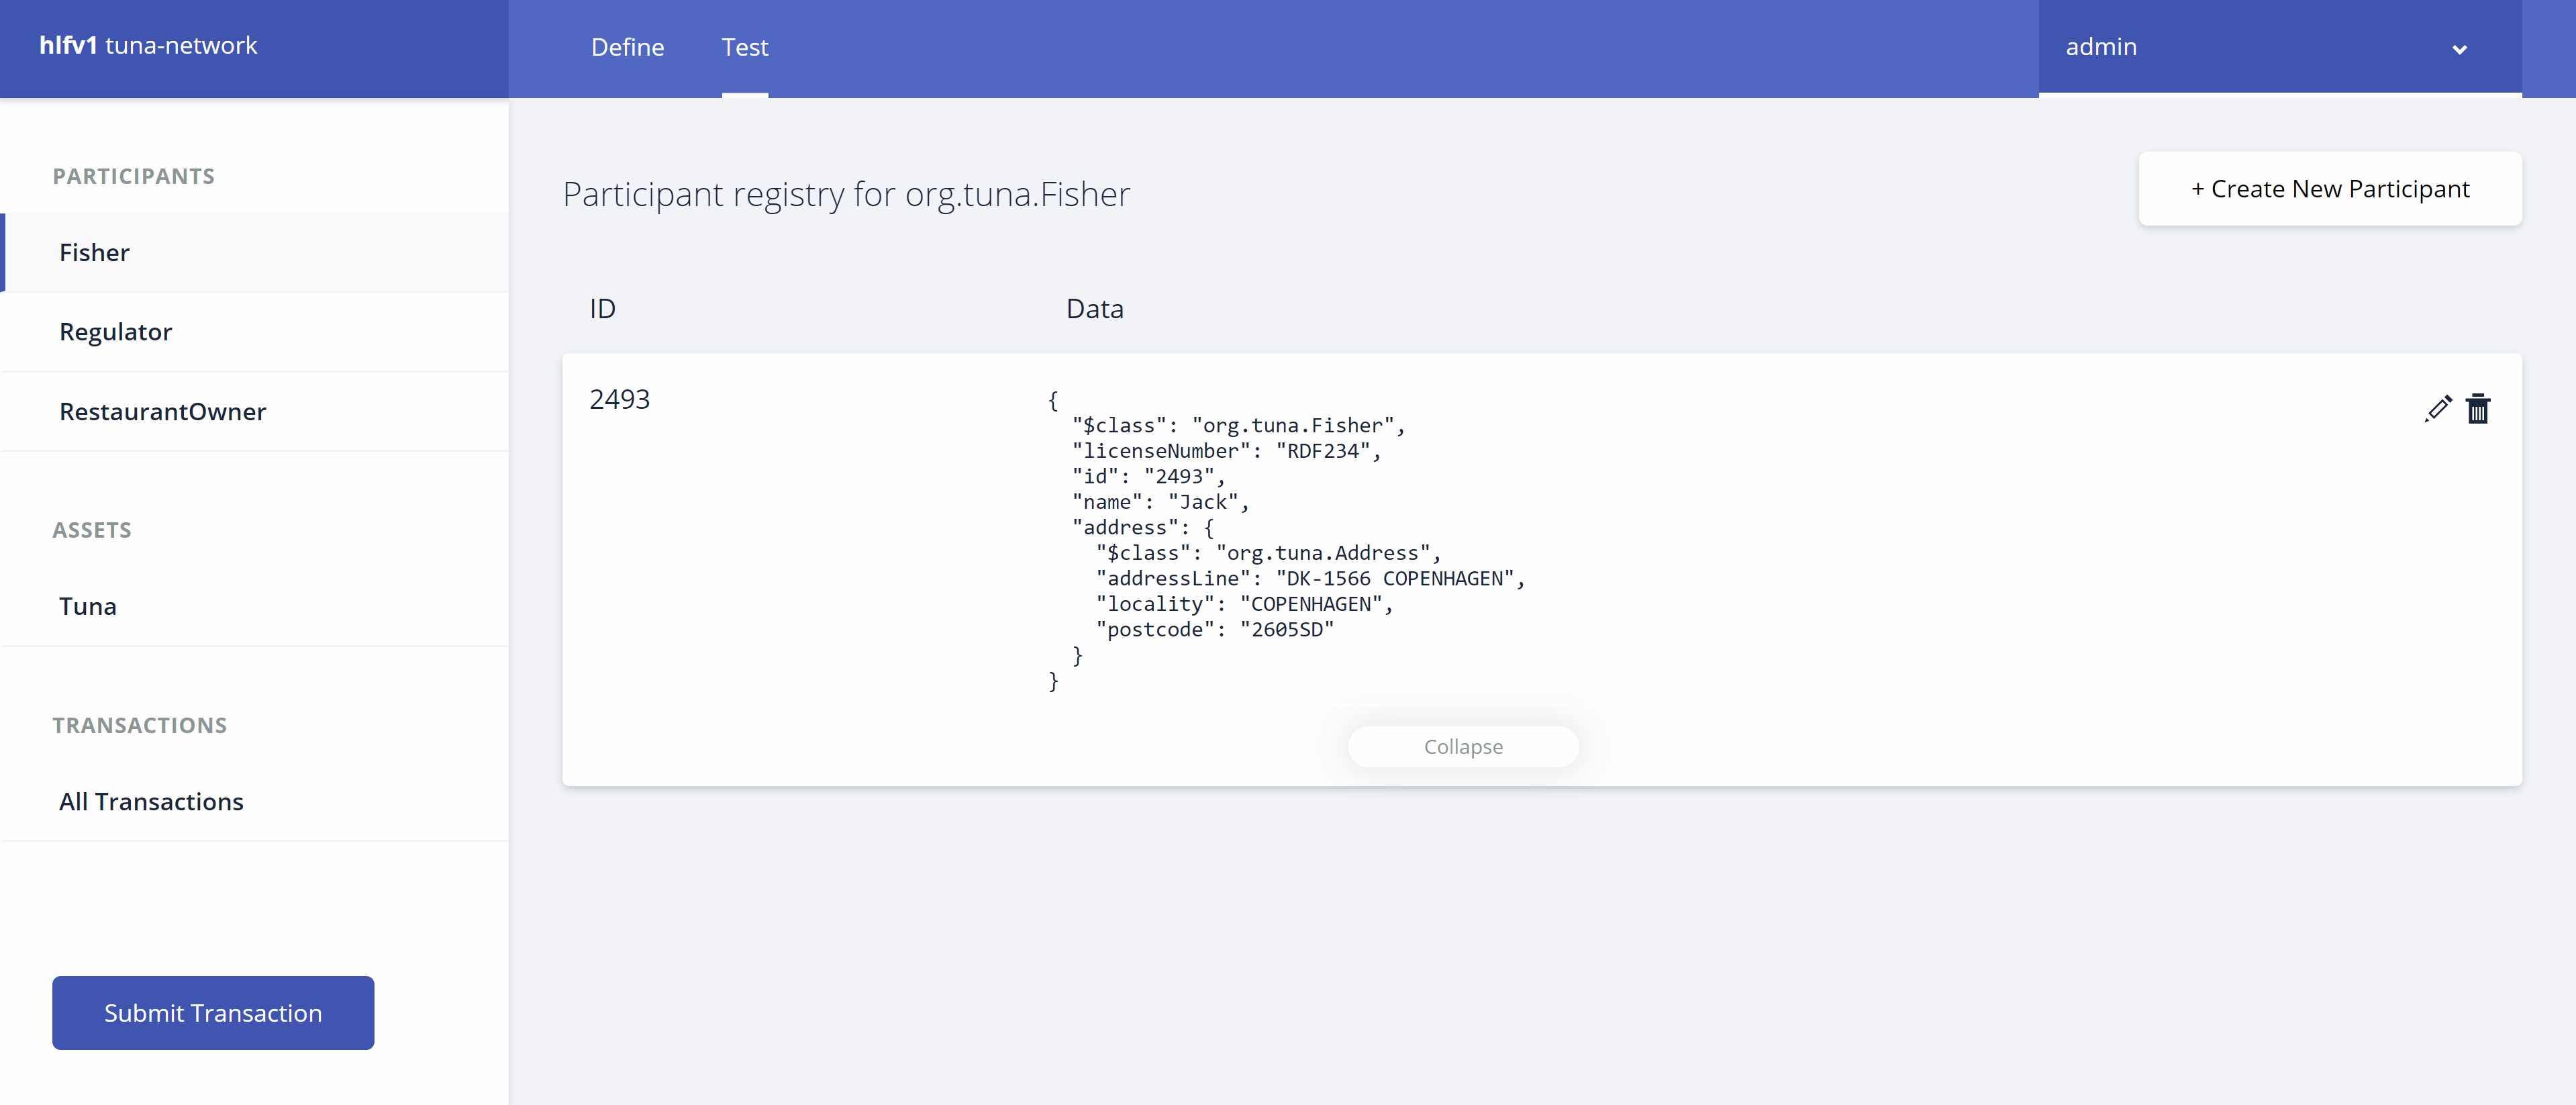 hlfv1 tuna-network
Define
Test
admin
PARTICIPANTS
Fisher
Regulator
RestaurantOwner
ASSETS
Tuna
TRANSACTIONS
All Transactions
Submit Transaction
Participant registry for org.tuna.Fisher
+ Create New Participant
ID
Data
2493
{
  "$class": "org.tuna.Fisher",
  "licenseNumber": "RDF234",
  "id": "2493",
  "name": "Jack",
  "address": {
    "$class": "org.tuna.Address",
    "addressLine": "DK-1566 COPENHAGEN",
    "locality": "COPENHAGEN",
    "postcode": "2605SD"
  }
}
Collapse